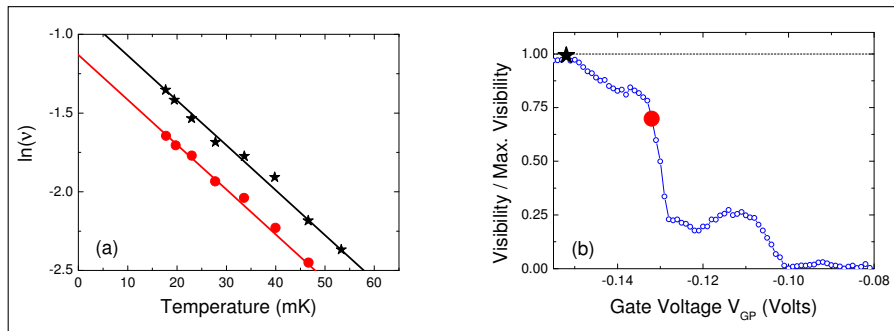 -1.0
-1.5
-2.0
-2.5
0 10 20 30 40 50 60
ln(ν)
Temperature (mK)
(a)
1.00
0.75
0.50
0.25
0.00
-0.14 -0.12 -0.10 -0.08
Visibility / Max. Visibility
Gate Voltage V_GP (Volts)
(b)